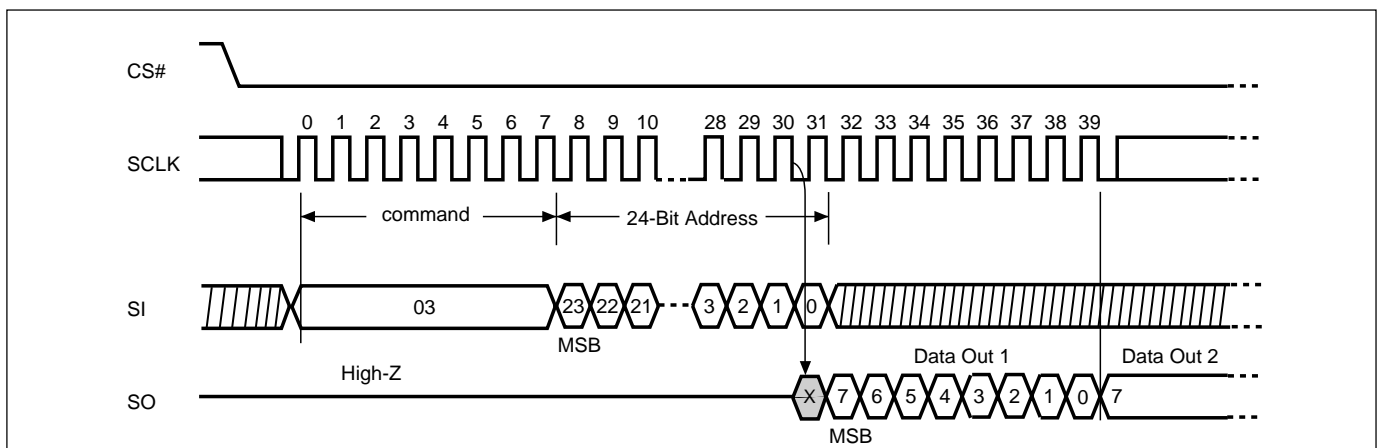 CS#
0 1 2 3 4 5 6 7 8 9 10 28 29 30 31 32 33 34 35 36 37 38 39
SCLK
command
24-Bit Address
SI
03
23 22 21 3 2 1 0
MSB
Data Out 1
Data Out 2
High-Z
SO
X 7 6 5 4 3 2 1 0 7
MSB